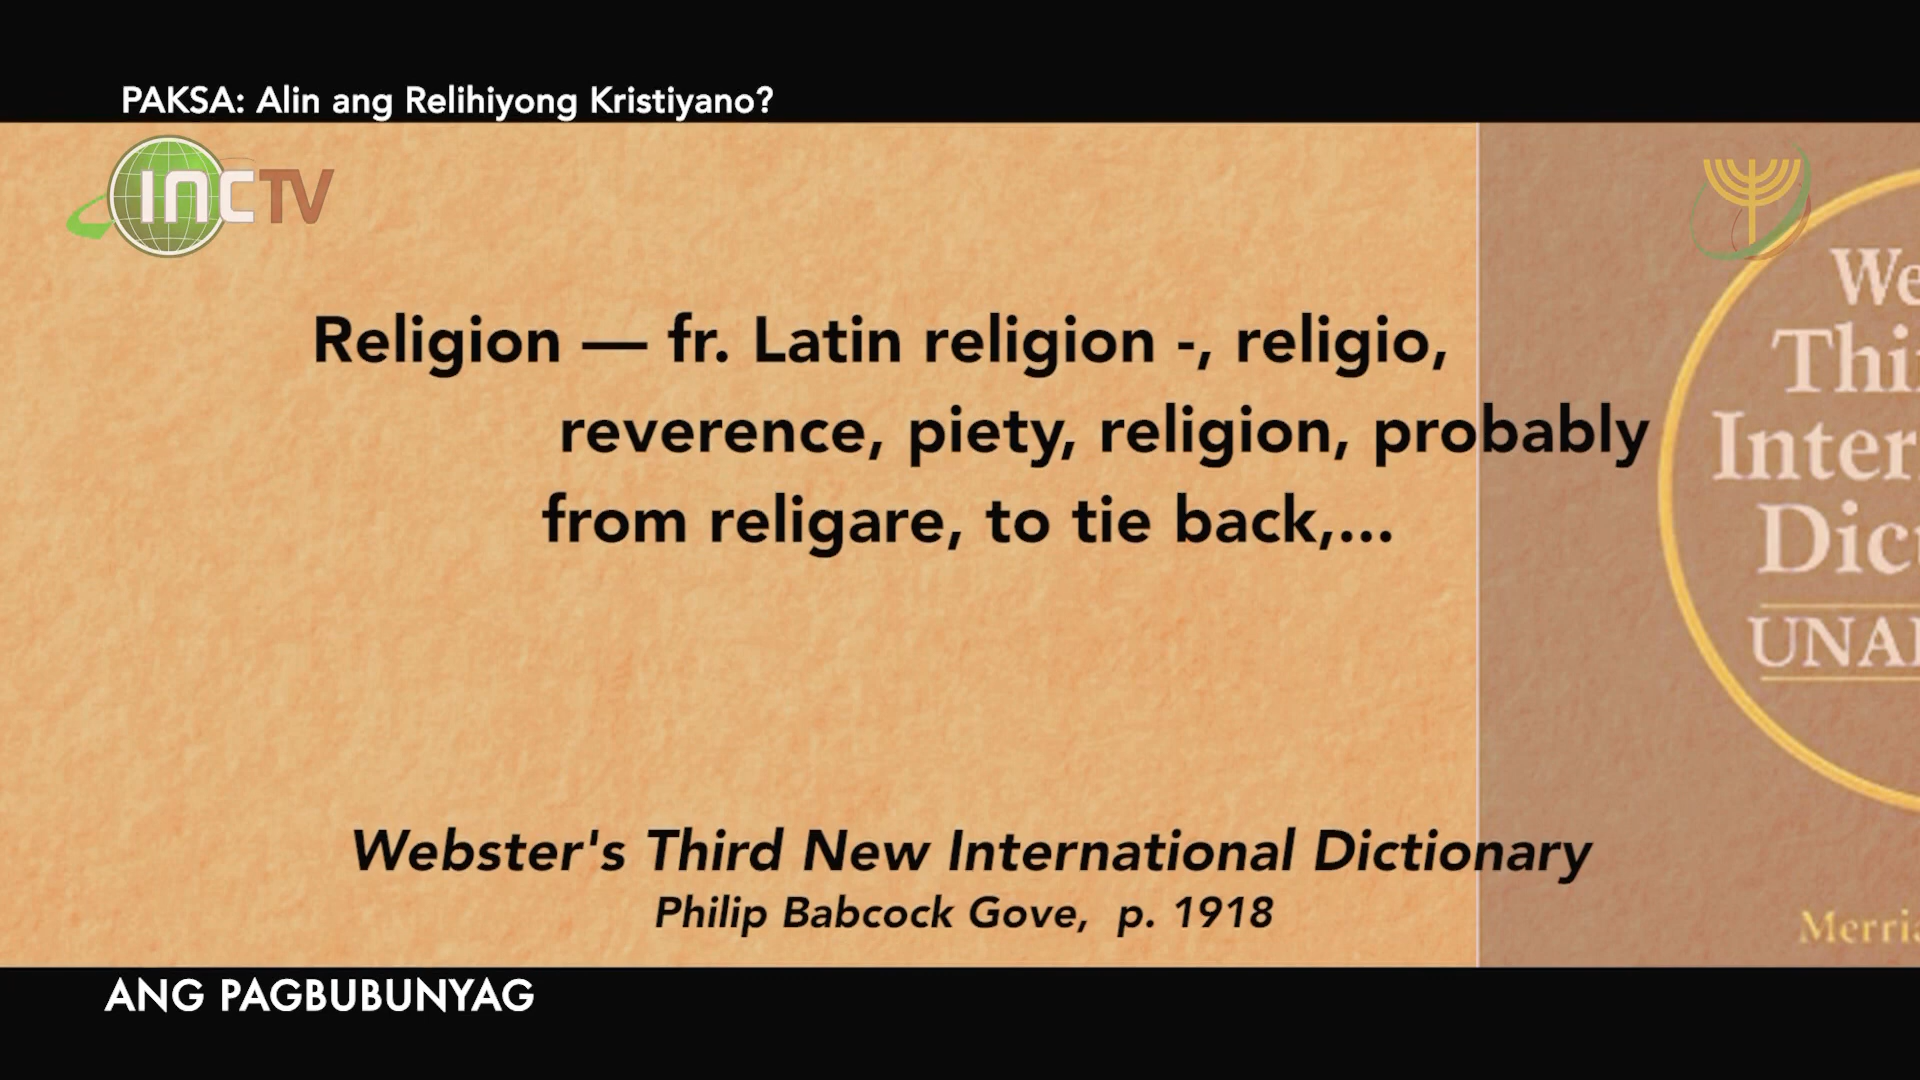 PAKSA: Alin ang Relihiyong Kristiyano?
INCTV
Religion — fr. Latin religion -, religio,
reverence, piety, religion, probably
from religare, to tie back,...
Webster's Third New International Dictionary
Philip Babcock Gove, p. 1918
ANG PAGBUBUNYAG